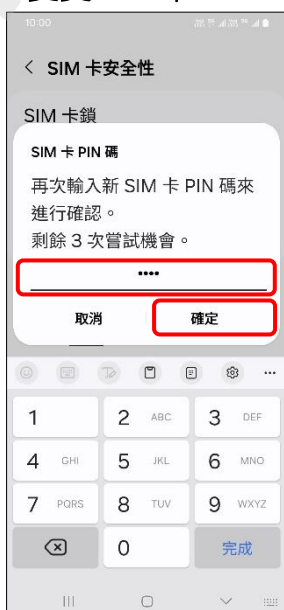 10:00
SIM 卡安全性
SIM 卡鎖
SIM 卡 PIN 碼
再次輸入新 SIM 卡 PIN 碼來
進行確認。
剩餘 3 次嘗試機會。
••••
取消 確定
1 2 ABC 3 DEF
4 GHI 5 JKL 6 MNO
7 PQRS 8 TUV 9 WXYZ
0 完成